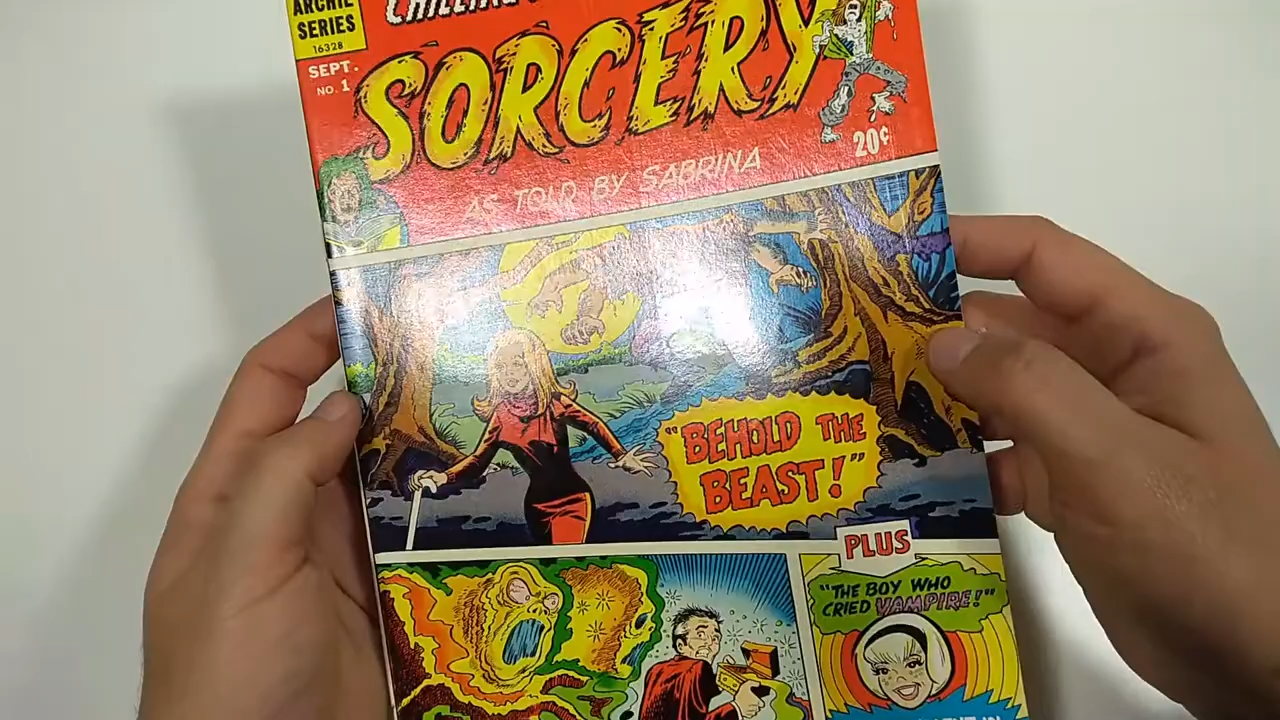 ARCHIE
SERIES
16328
SEPT.
NO. 1
CHILLING
SORCERY
20¢
AS TOLD BY SABRINA
"BEHOLD THE
BEAST!"
PLUS
"THE BOY WHO
CRIED VAMPIRE!"